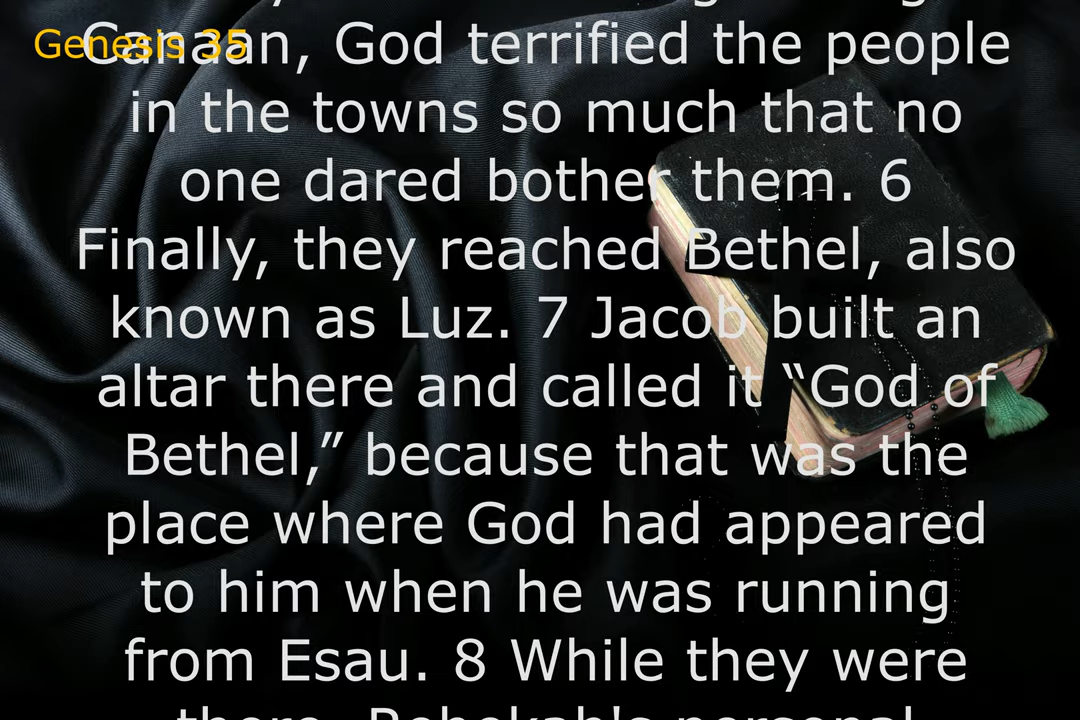 Genesis 35
Canaan, God terrified the people
in the towns so much that no
one dared bother them. 6
Finally, they reached Bethel, also
known as Luz. 7 Jacob built an
altar there and called it “God of
Bethel,” because that was the
place where God had appeared
to him when he was running
from Esau. 8 While they were
there, Rebekah's personal